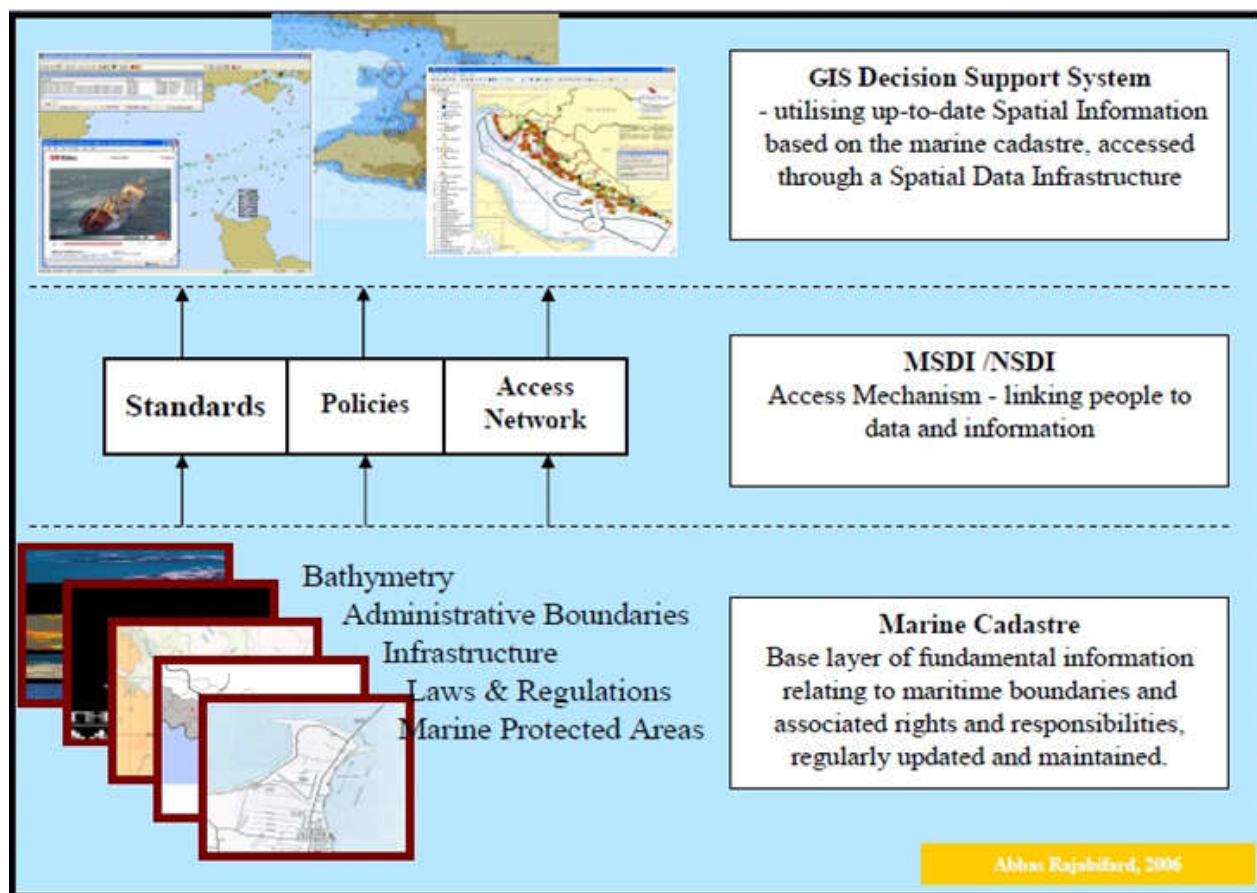 GIS Decision Support System
- utilising up-to-date Spatial Information
based on the marine cadastre, accessed
through a Spatial Data Infrastructure
Standards
Policies
Access
Network
MSDI /NSDI
Access Mechanism - linking people to
data and information
Bathymetry
Administrative Boundaries
Infrastructure
Laws & Regulations
Marine Protected Areas
Marine Cadastre
Base layer of fundamental information
relating to maritime boundaries and
associated rights and responsibilities,
regularly updated and maintained.
Abbas Rajabifard, 2006